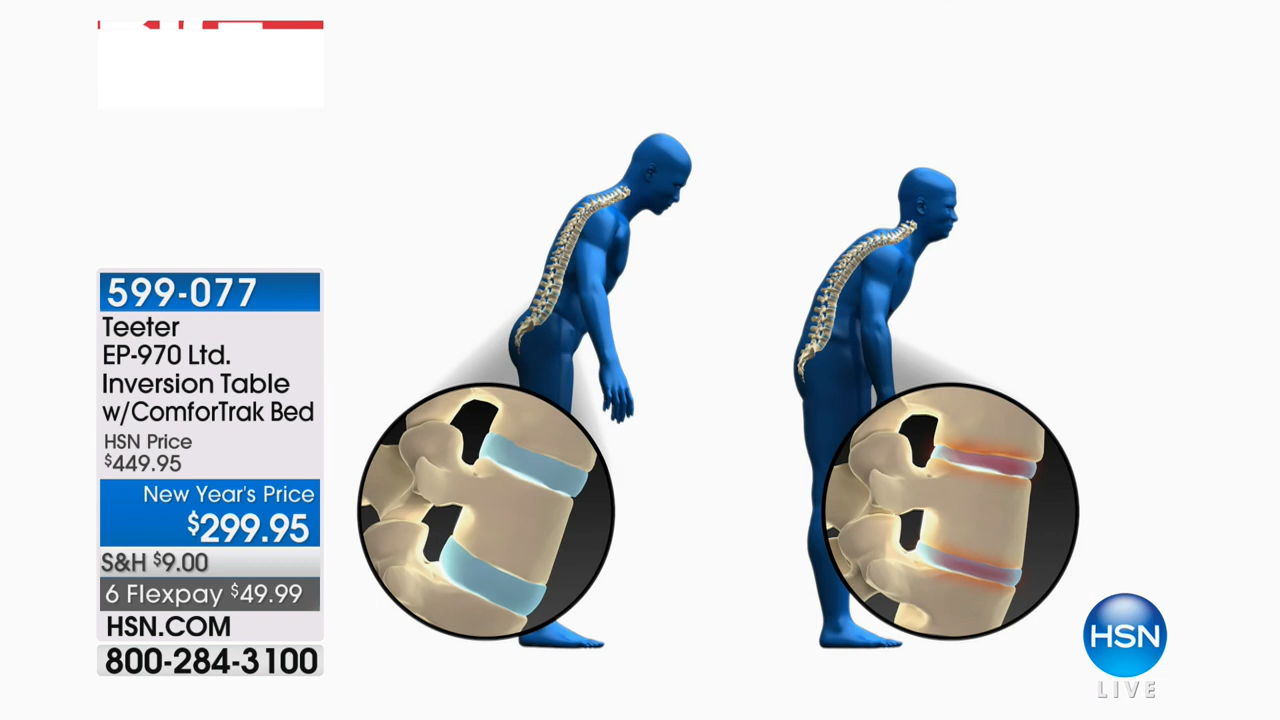 599-077
Teeter
EP-970 Ltd.
Inversion Table
w/ComforTrak Bed
HSN Price
$449.95
New Year's Price
$299.95
S&H $9.00
6 Flexpay $49.99
HSN.COM
800-284-3100
HSN
LIVE